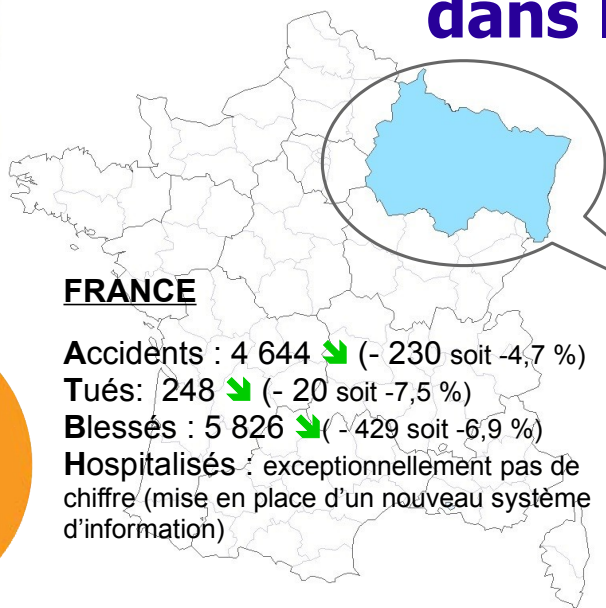 dans l
FRANCE
Accidents : 4 644 (- 230 soit -4,7 %)
Tués: 248 (- 20 soit -7,5 %)
Blessés : 5 826 ( - 429 soit -6,9 %)
Hospitalisés : exceptionnellement pas de
chiffre (mise en place d'un nouveau système
d'information)